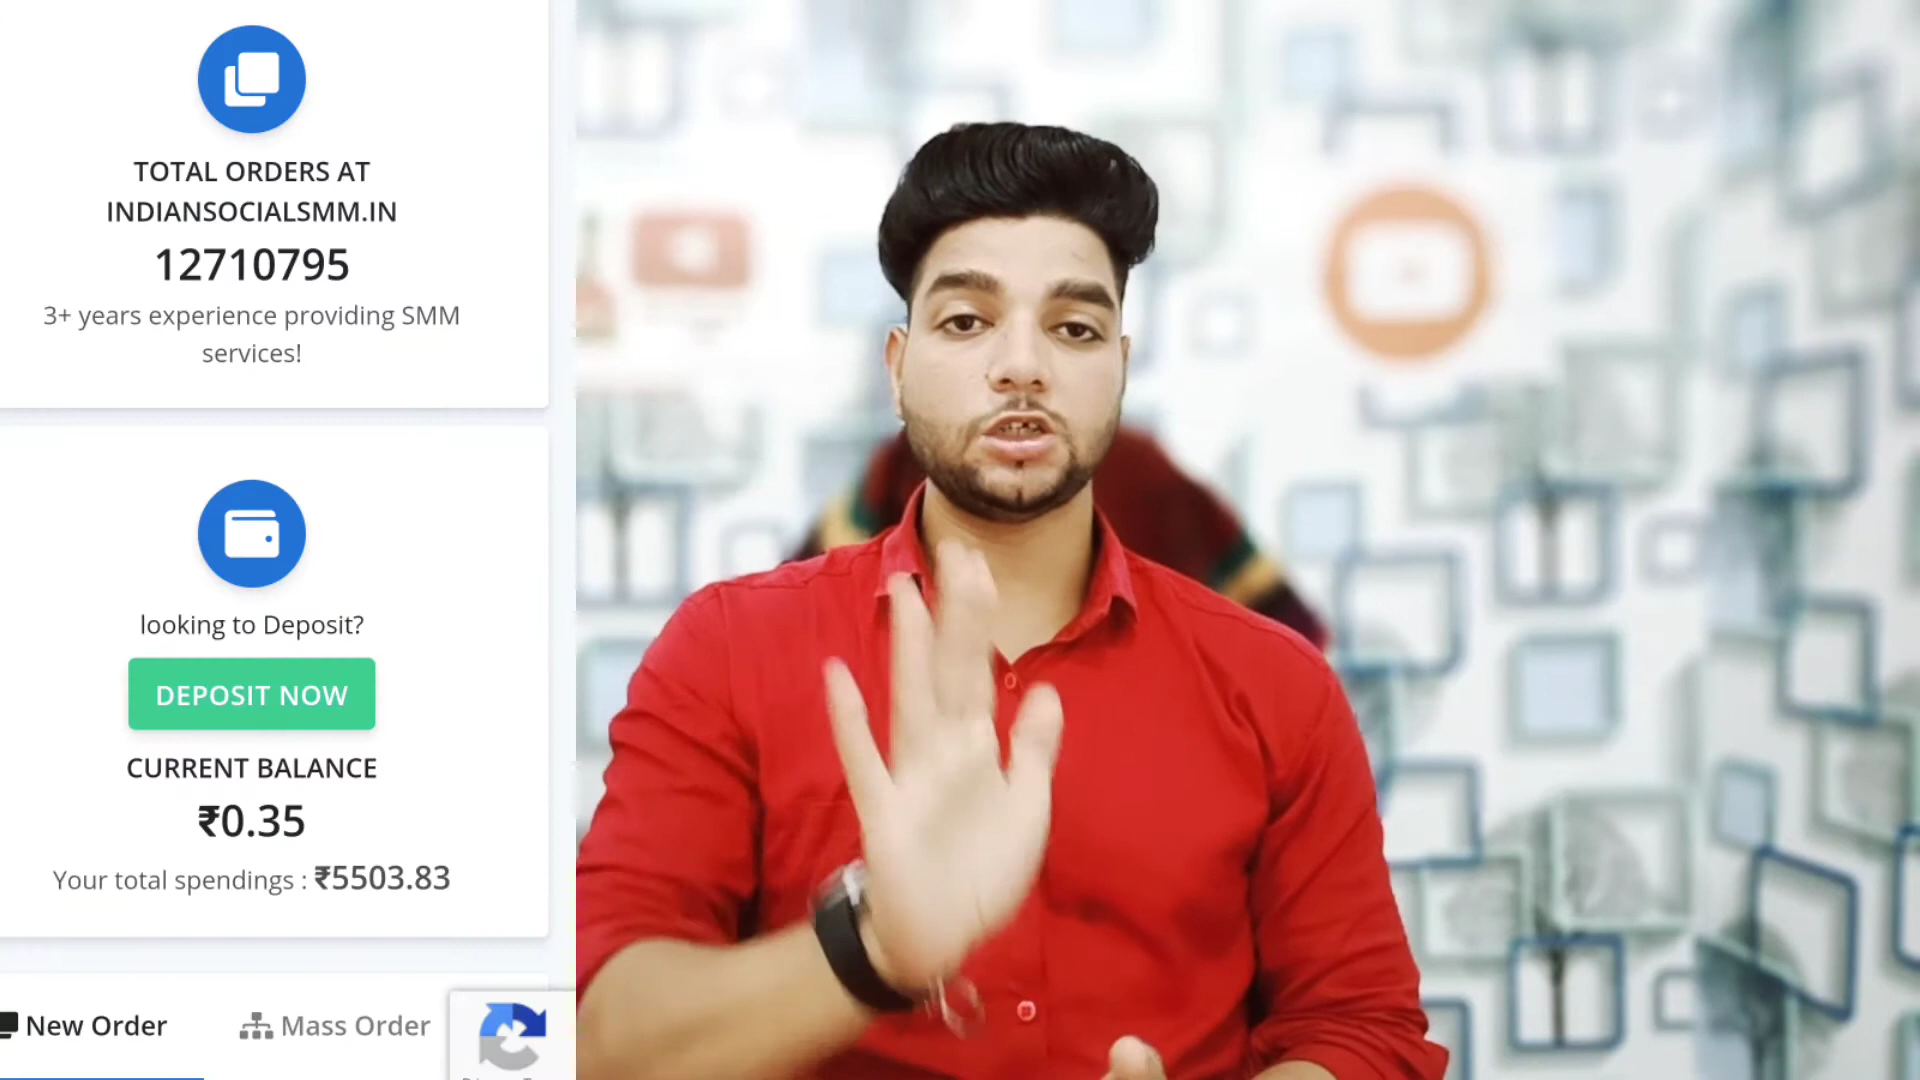 TOTAL ORDERS AT
INDIANSOCIALSMM.IN
12710795
3+ years experience providing SMM
services!
looking to Deposit?
DEPOSIT NOW
CURRENT BALANCE
₹0.35
Your total spendings : ₹5503.83
New Order
Mass Order